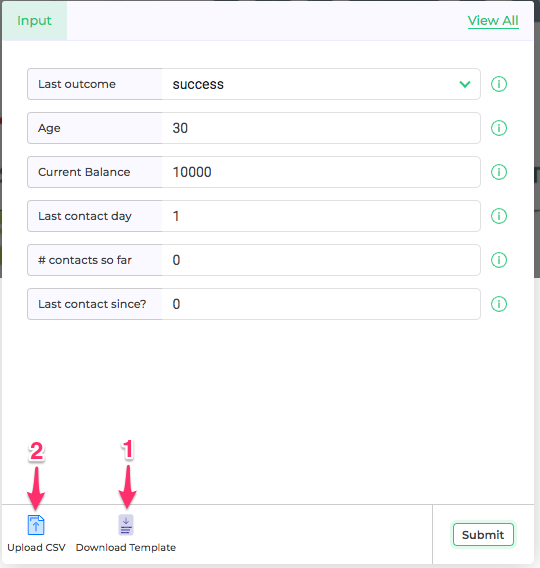 Input
View All
Last outcome success
Age 30
Current Balance 10000
Last contact day 1
# contacts so far 0
Last contact since? 0
2 1
Upload CSV Download Template Submit